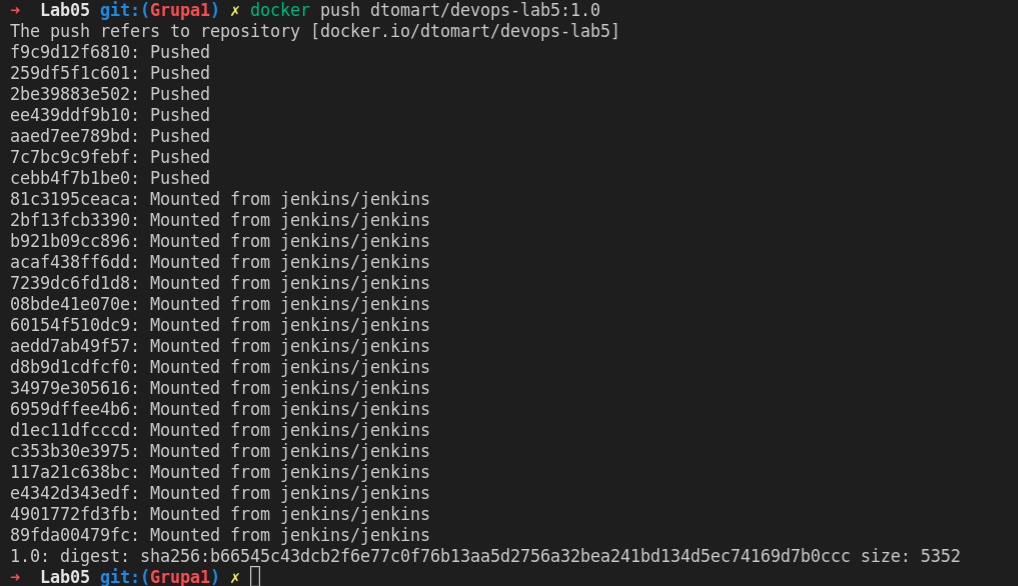 → Lab05 git:(Grupa1) ✗ docker push dtomart/devops-lab5:1.0
The push refers to repository [docker.io/dtomart/devops-lab5]
f9c9d12f6810: Pushed
259df5f1c601: Pushed
2be39883e502: Pushed
ee439ddf9b10: Pushed
aaed7ee789bd: Pushed
7c7bc9c9febf: Pushed
cebb4f7b1be0: Pushed
81c3195ceaca: Mounted from jenkins/jenkins
2bf13fcb3390: Mounted from jenkins/jenkins
b921b09cc896: Mounted from jenkins/jenkins
acaf438ff6dd: Mounted from jenkins/jenkins
7239dc6fd1d8: Mounted from jenkins/jenkins
08bde41e070e: Mounted from jenkins/jenkins
60154f510dc9: Mounted from jenkins/jenkins
aedd7ab49f57: Mounted from jenkins/jenkins
d8b9d1cdfcf0: Mounted from jenkins/jenkins
34979e305616: Mounted from jenkins/jenkins
6959dffee4b6: Mounted from jenkins/jenkins
d1ec11dfcccd: Mounted from jenkins/jenkins
c353b30e3975: Mounted from jenkins/jenkins
117a21c638bc: Mounted from jenkins/jenkins
e4342d343edf: Mounted from jenkins/jenkins
4901772fd3fb: Mounted from jenkins/jenkins
89fda00479fc: Mounted from jenkins/jenkins
1.0: digest: sha256:b66545c43dcb2f6e77c0f76b13aa5d2756a32bea241bd134d5ec74169d7b0ccc size: 5352
→ Lab05 git:(Grupa1) ✗